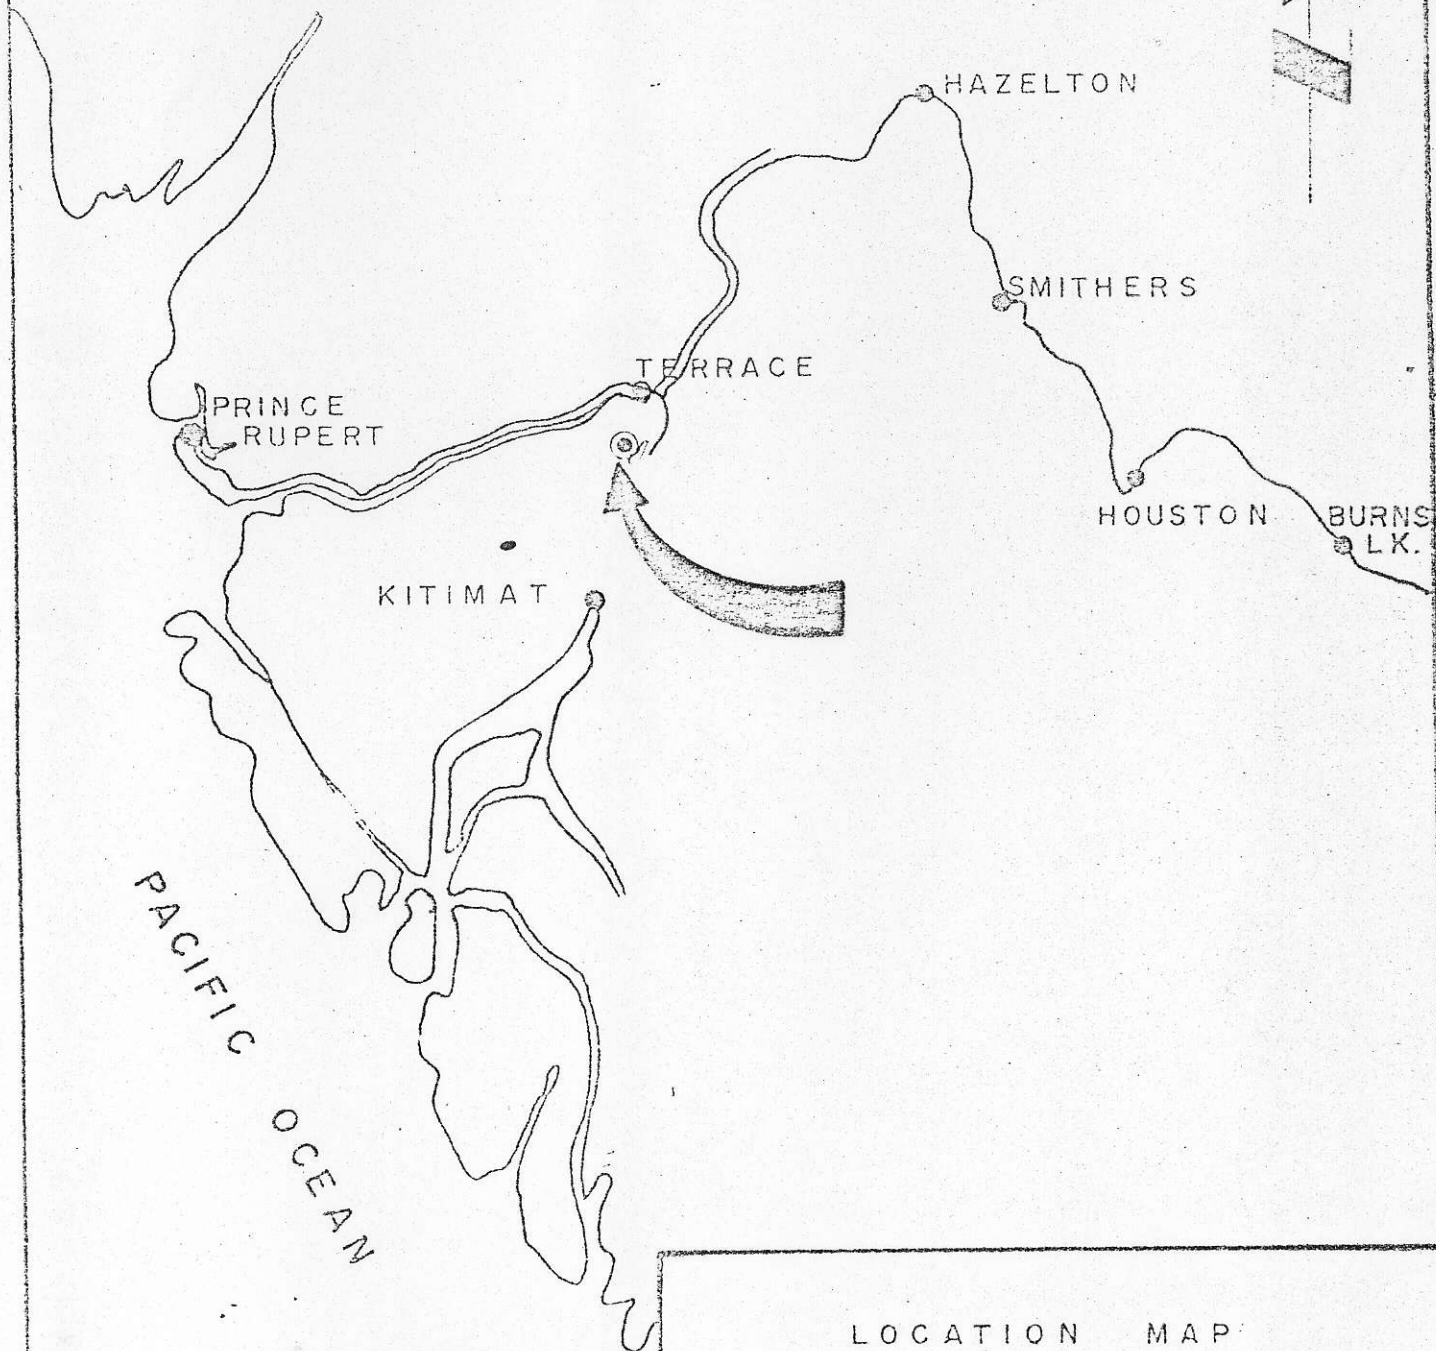 HAZELTON
SMITHERS
TERRACE
PRINCE
RUPERT
HOUSTON
BURNS
LK.
KITIMAT
PACIFIC OCEAN
LOCATION MAP